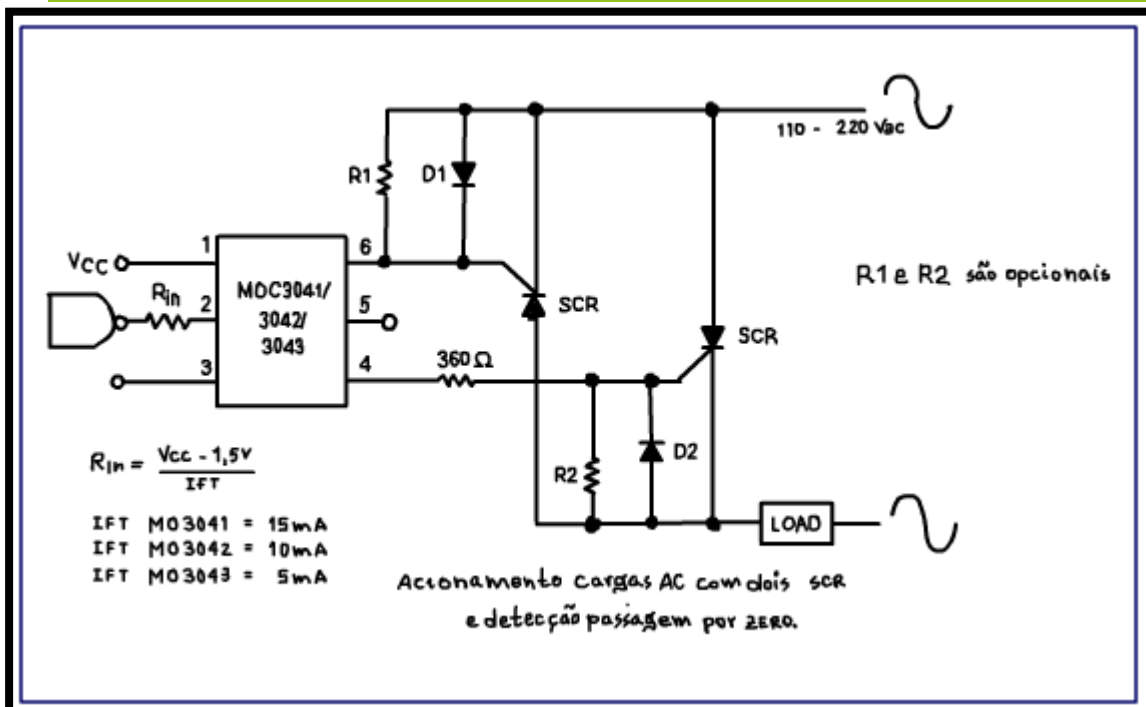 110 - 220 Vac
R1
D1
1
6
VCC
MOC3041/
3042/
3043
Rin
2
5
SCR
R1 e R2 são opcionais
SCR
3
4
360 Ω
R2
D2
Rin = Vcc - 1,5V
IFT
LOAD
IFT MO3041 = 15mA
IFT MO3042 = 10mA
IFT MO3043 = 5mA
Acionamento cargas AC com dois SCR
e detecção passagem por ZERO.